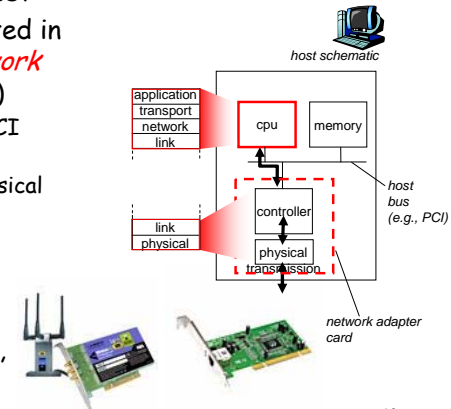 red in
work
)
CI
sical
,
host schematic
application
transport
network
link
cpu
memory
host
bus
(e.g., PCI)
controller
link
physical
physical
transmission
network adapter
card